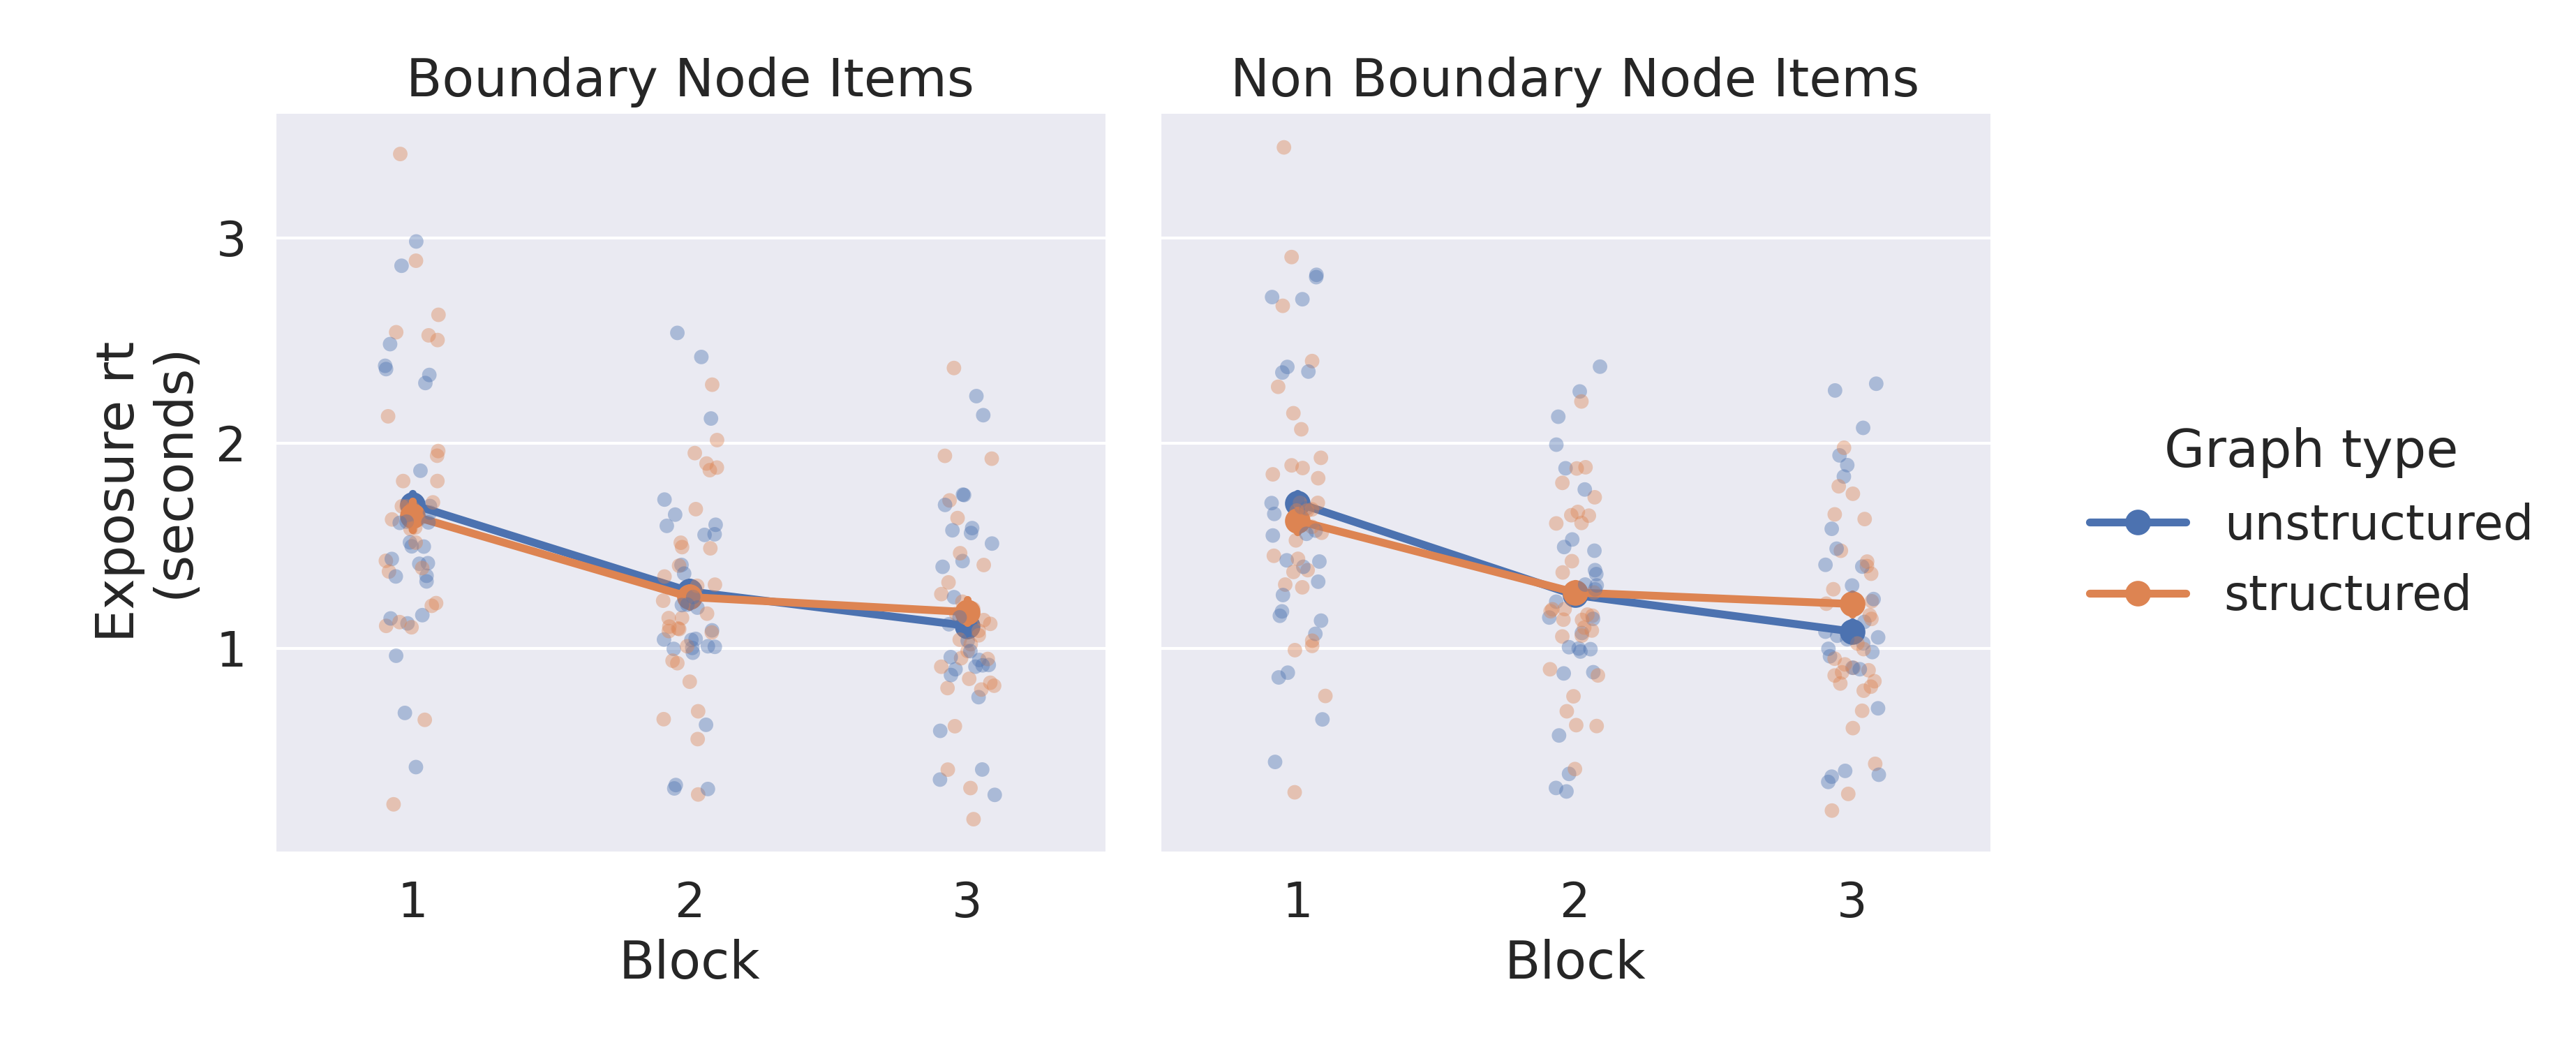 Boundary Node Items
Non Boundary Node Items
Exposure rt
(seconds)
3
2
1
1
2
3
Block
1
2
3
Block
Graph type
unstructured
structured